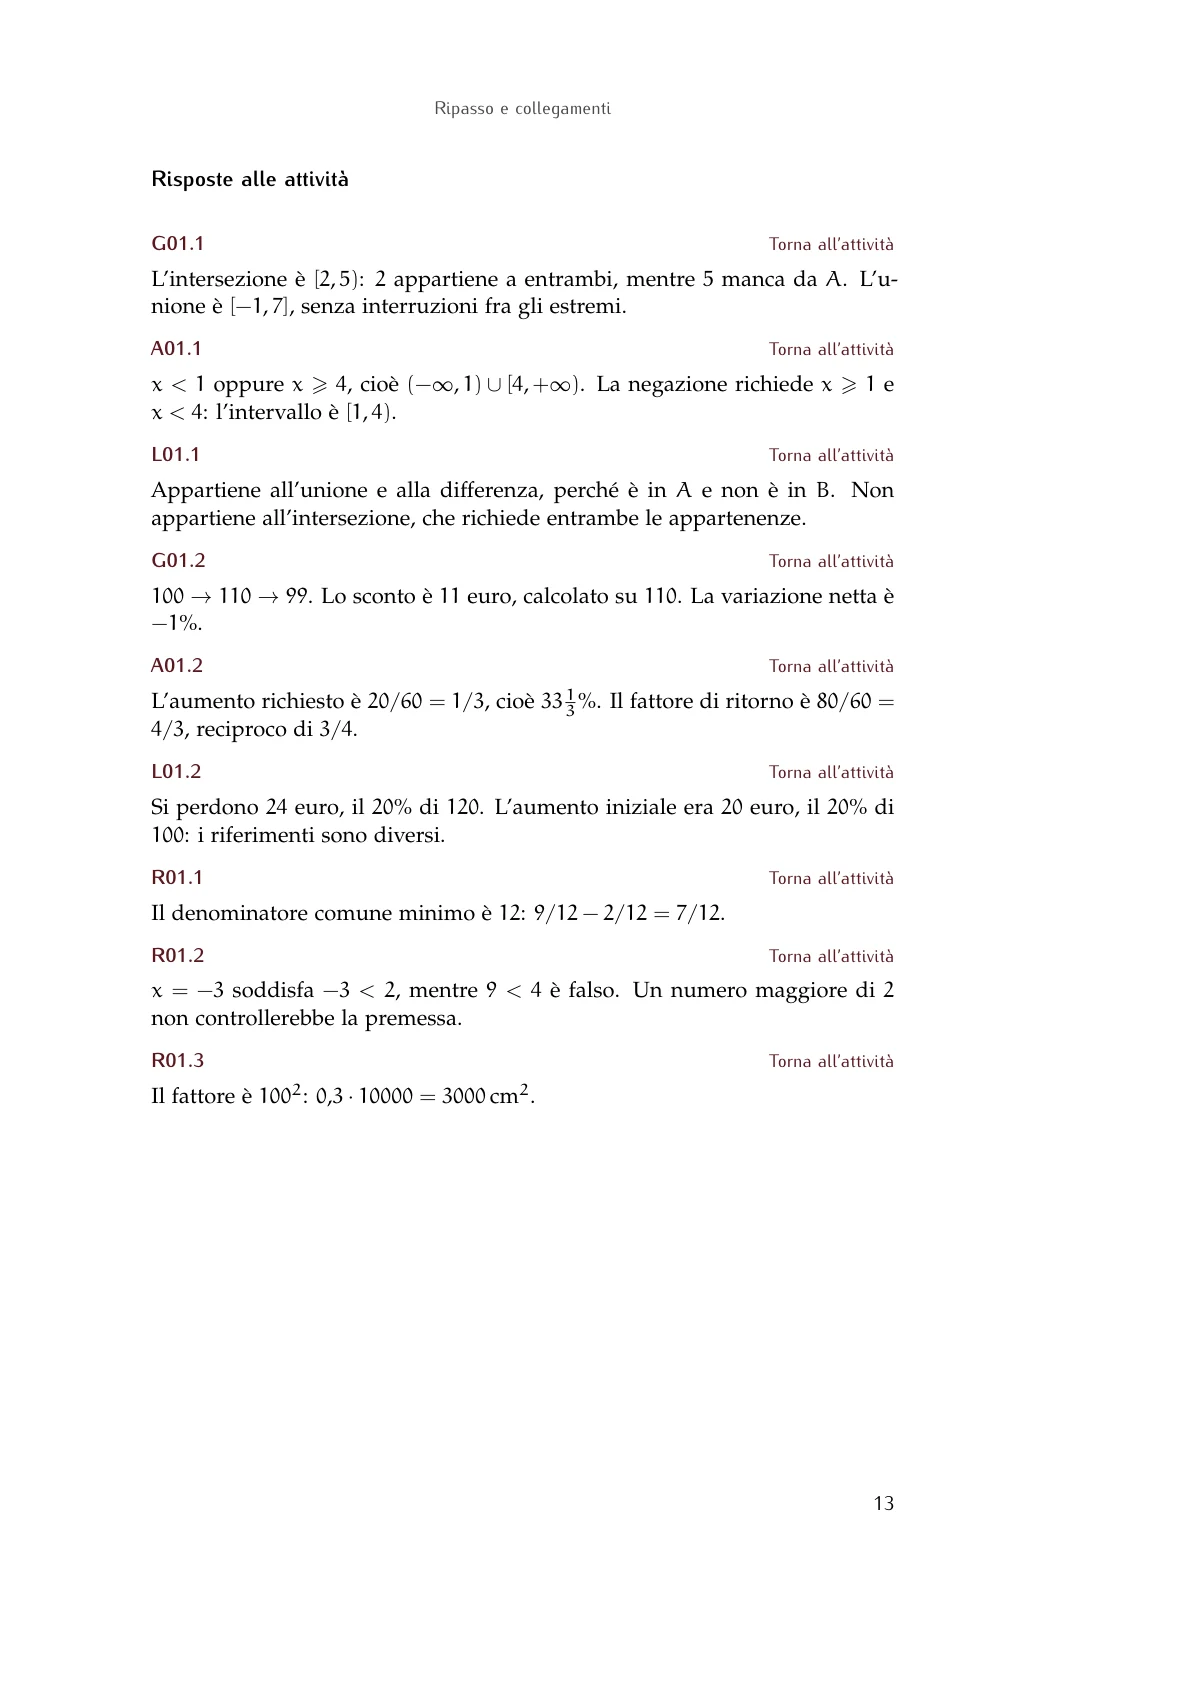 Ripasso e collegamenti
Risposte alle attività
G01.1 Torna all'attività
L'intersezione è [2, 5): 2 appartiene a entrambi, mentre 5 manca da A. L'u-
nione è [−1, 7], senza interruzioni fra gli estremi.
A01.1 Torna all'attività
x < 1 oppure x ⩾ 4, cioè (−∞, 1) ∪ [4, +∞). La negazione richiede x ⩾ 1 e
x < 4: l'intervallo è [1, 4).
L01.1 Torna all'attività
Appartiene all'unione e alla differenza, perché è in A e non è in B. Non
appartiene all'intersezione, che richiede entrambe le appartenenze.
G01.2 Torna all'attività
100 → 110 → 99. Lo sconto è 11 euro, calcolato su 110. La variazione netta è
−1%.
A01.2 Torna all'attività
L'aumento richiesto è 20/60 = 1/3, cioè 33 1/3%. Il fattore di ritorno è 80/60 =
4/3, reciproco di 3/4.
L01.2 Torna all'attività
Si perdono 24 euro, il 20% di 120. L'aumento iniziale era 20 euro, il 20% di
100: i riferimenti sono diversi.
R01.1 Torna all'attività
Il denominatore comune minimo è 12: 9/12 − 2/12 = 7/12.
R01.2 Torna all'attività
x = −3 soddisfa −3 < 2, mentre 9 < 4 è falso. Un numero maggiore di 2
non controllerebbe la premessa.
R01.3 Torna all'attività
Il fattore è 100²: 0,3 · 10000 = 3000 cm².
13